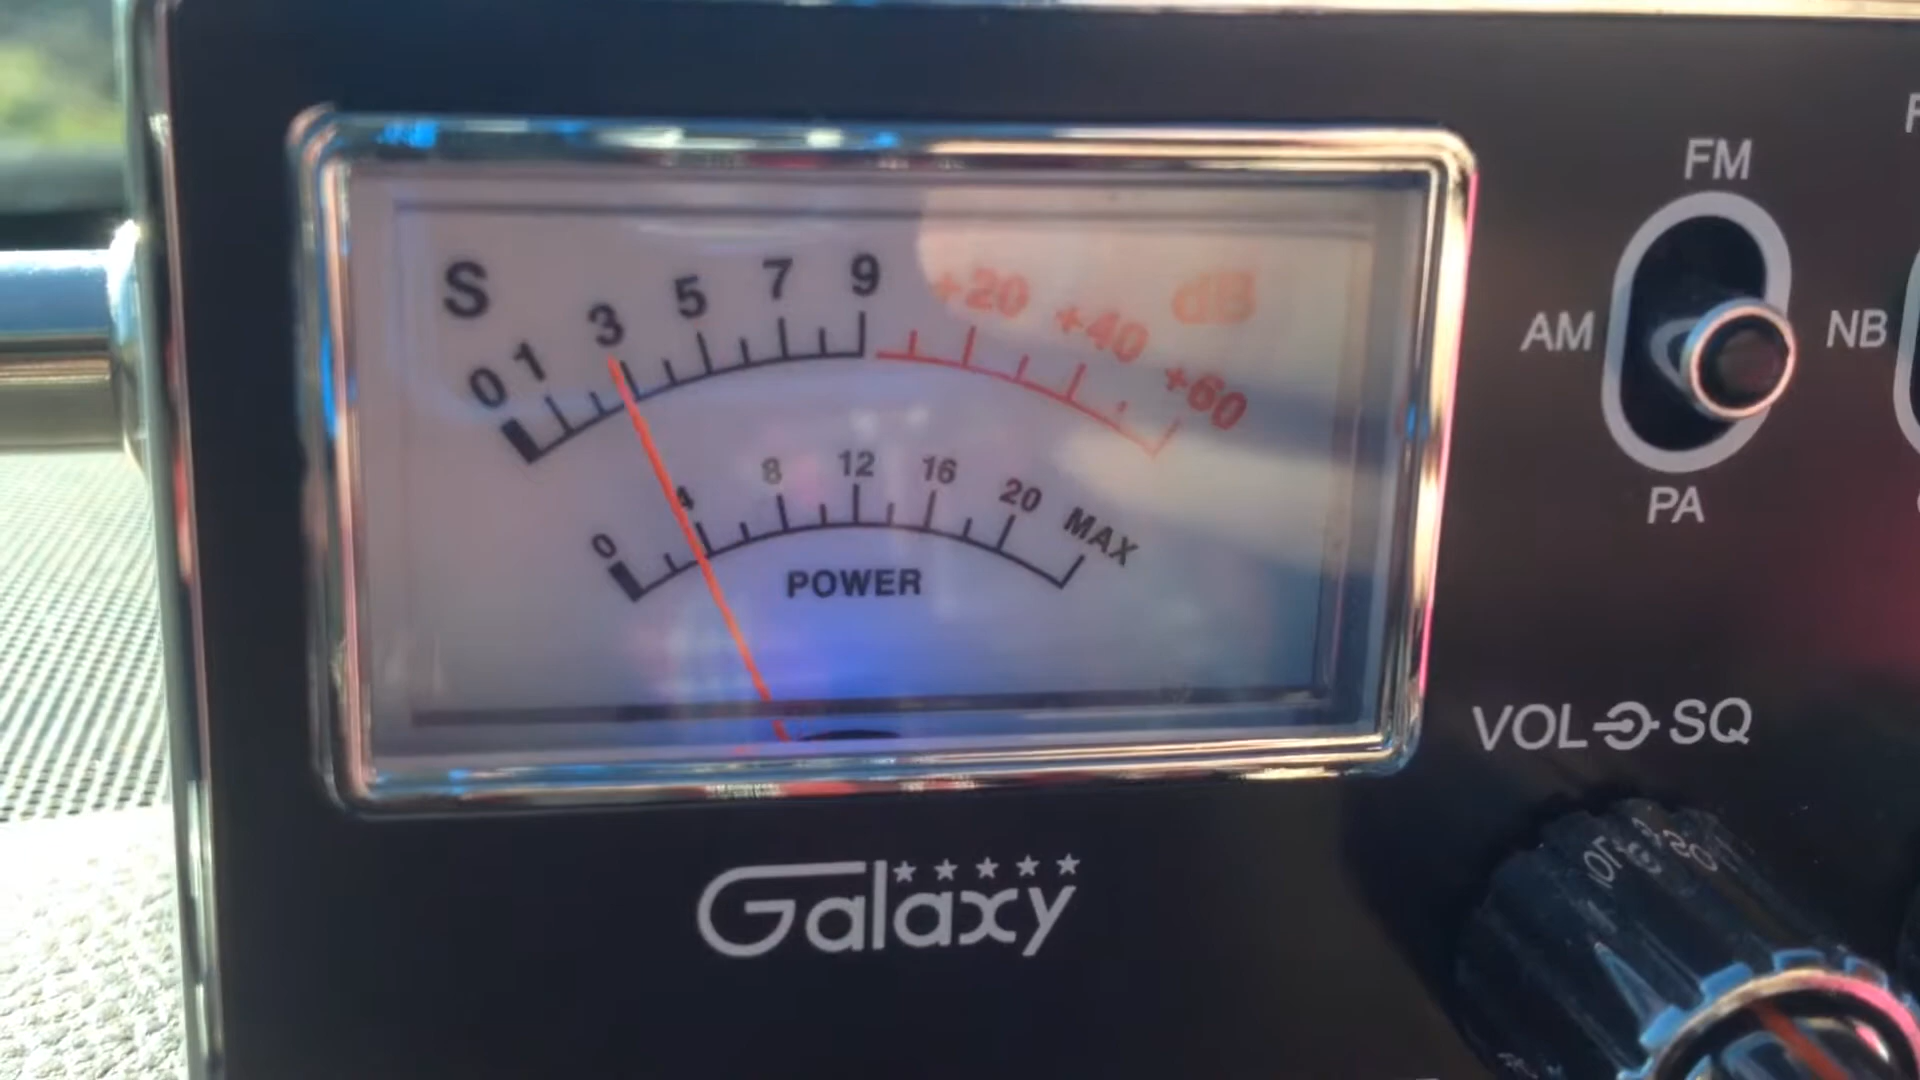 S 0 1 3 5 7 9 +20 +40 +60 dB
0 4 8 12 16 20 MAX
POWER
Galaxy
FM
AM
NB
PA
VOL SQ